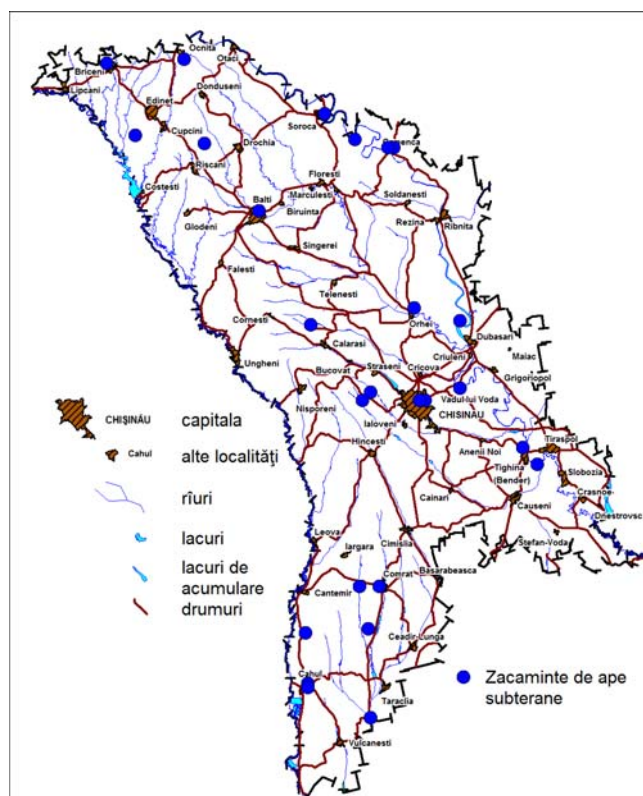 Ocnita
Otaci
Briceni
Lipcani
Donduseni
Edinet
Soroca
Cupcini
Drochia
Riscani
Floresti
Costesti
Balti
Marculesti
Soldanesti
Biruinta
Glodeni
Rezina
Ribnita
Singerei
Falesti
Telenesti
Cornesti
Orhei
Dubasari
Calarasi
Criuleni
Maiac
Ungheni
Bucovat
Straseni
Cricova
Grigoriopol
Nisporeni
Vadul-lui Voda
CHISINAU
Ialoveni
CHIŞINĂU
capitala
Hincesti
Anenii Noi
Tiraspol
Tighina
(Bender)
Slobozia
Cahul
alte localităţi
Cainari
Causeni
Crasnoe
Dnestrovsc
rîuri
Leova
Cimislia
Stefan-Voda
lacuri
Iargara
Basarabeasca
lacuri de
acumulare
Cantemir
Comrat
drumuri
Ceadir-Lunga
Cahul
Zacaminte de ape
subterane
Taraclia
Vulcanesti